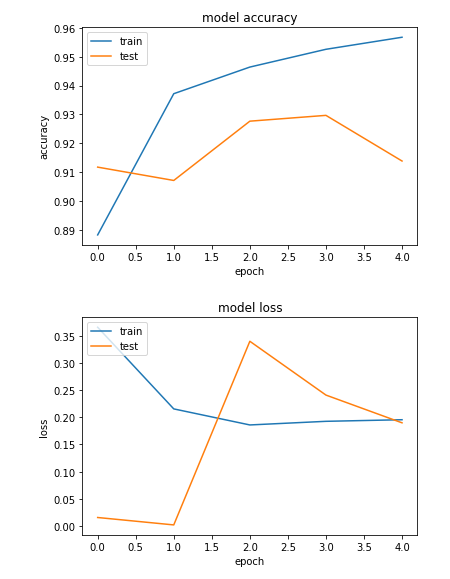 model accuracy
0.96
0.95
0.94
0.93
0.92
0.91
0.90
0.89
accuracy
train
test
0.0 0.5 1.0 1.5 2.0 2.5 3.0 3.5 4.0
epoch
model loss
0.35
0.30
0.25
0.20
0.15
0.10
0.05
0.00
loss
train
test
0.0 0.5 1.0 1.5 2.0 2.5 3.0 3.5 4.0
epoch